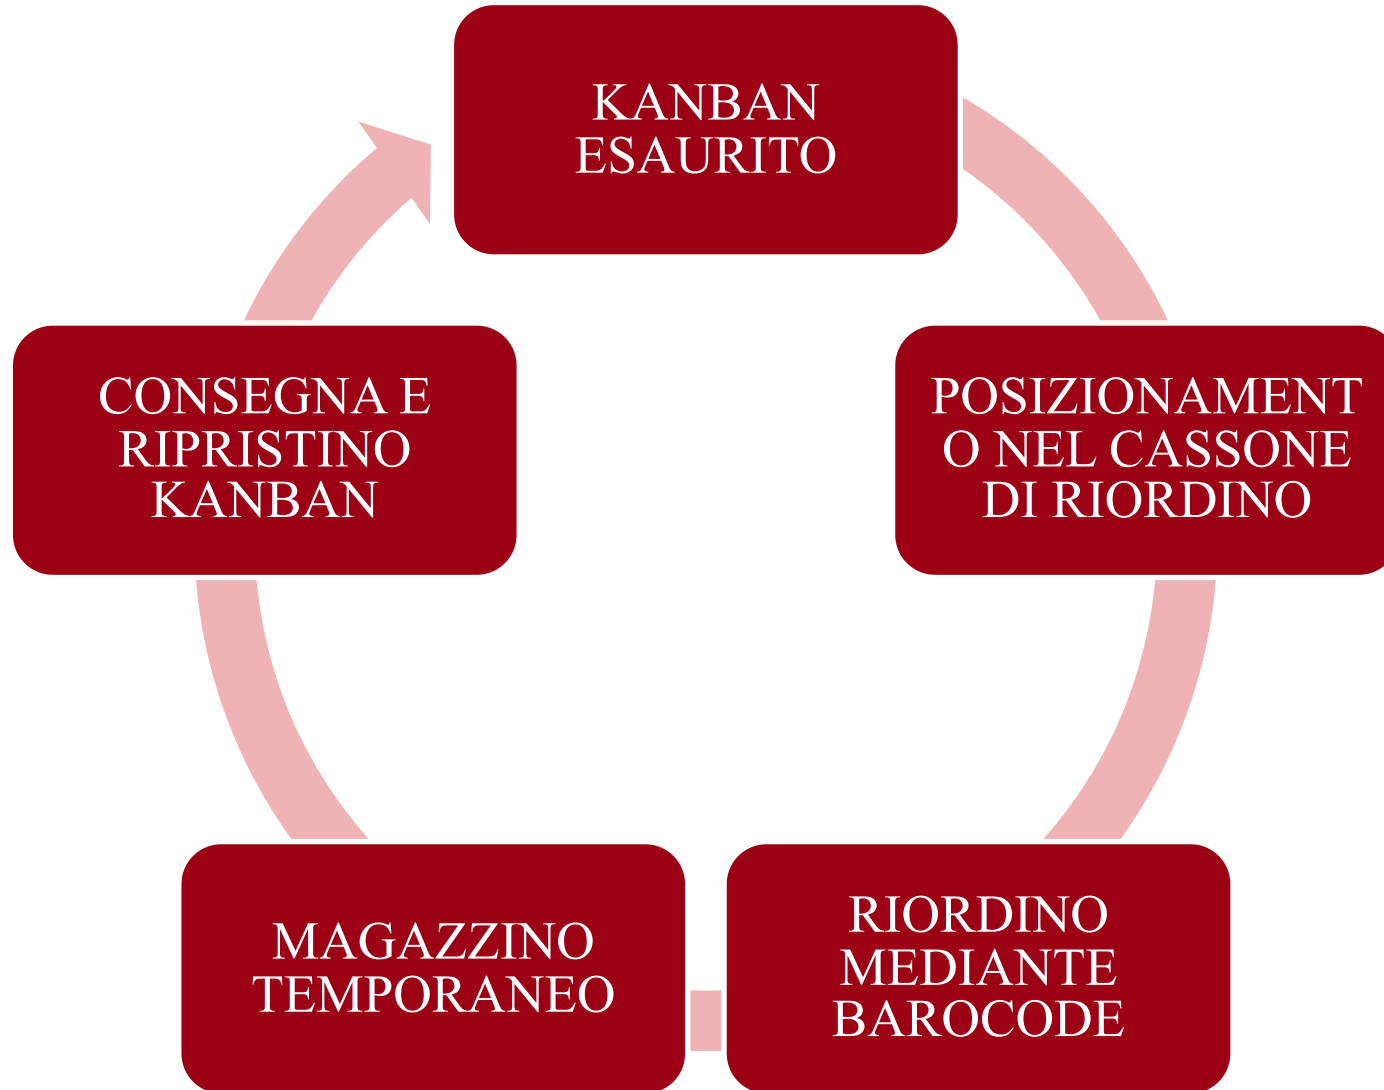 KANBAN
ESAURITO
POSIZIONAMENT
O NEL CASSONE
DI RIORDINO
RIORDINO
MEDIANTE
BAROCODE
MAGAZZINO
TEMPORANEO
CONSEGNA E
RIPRISTINO
KANBAN